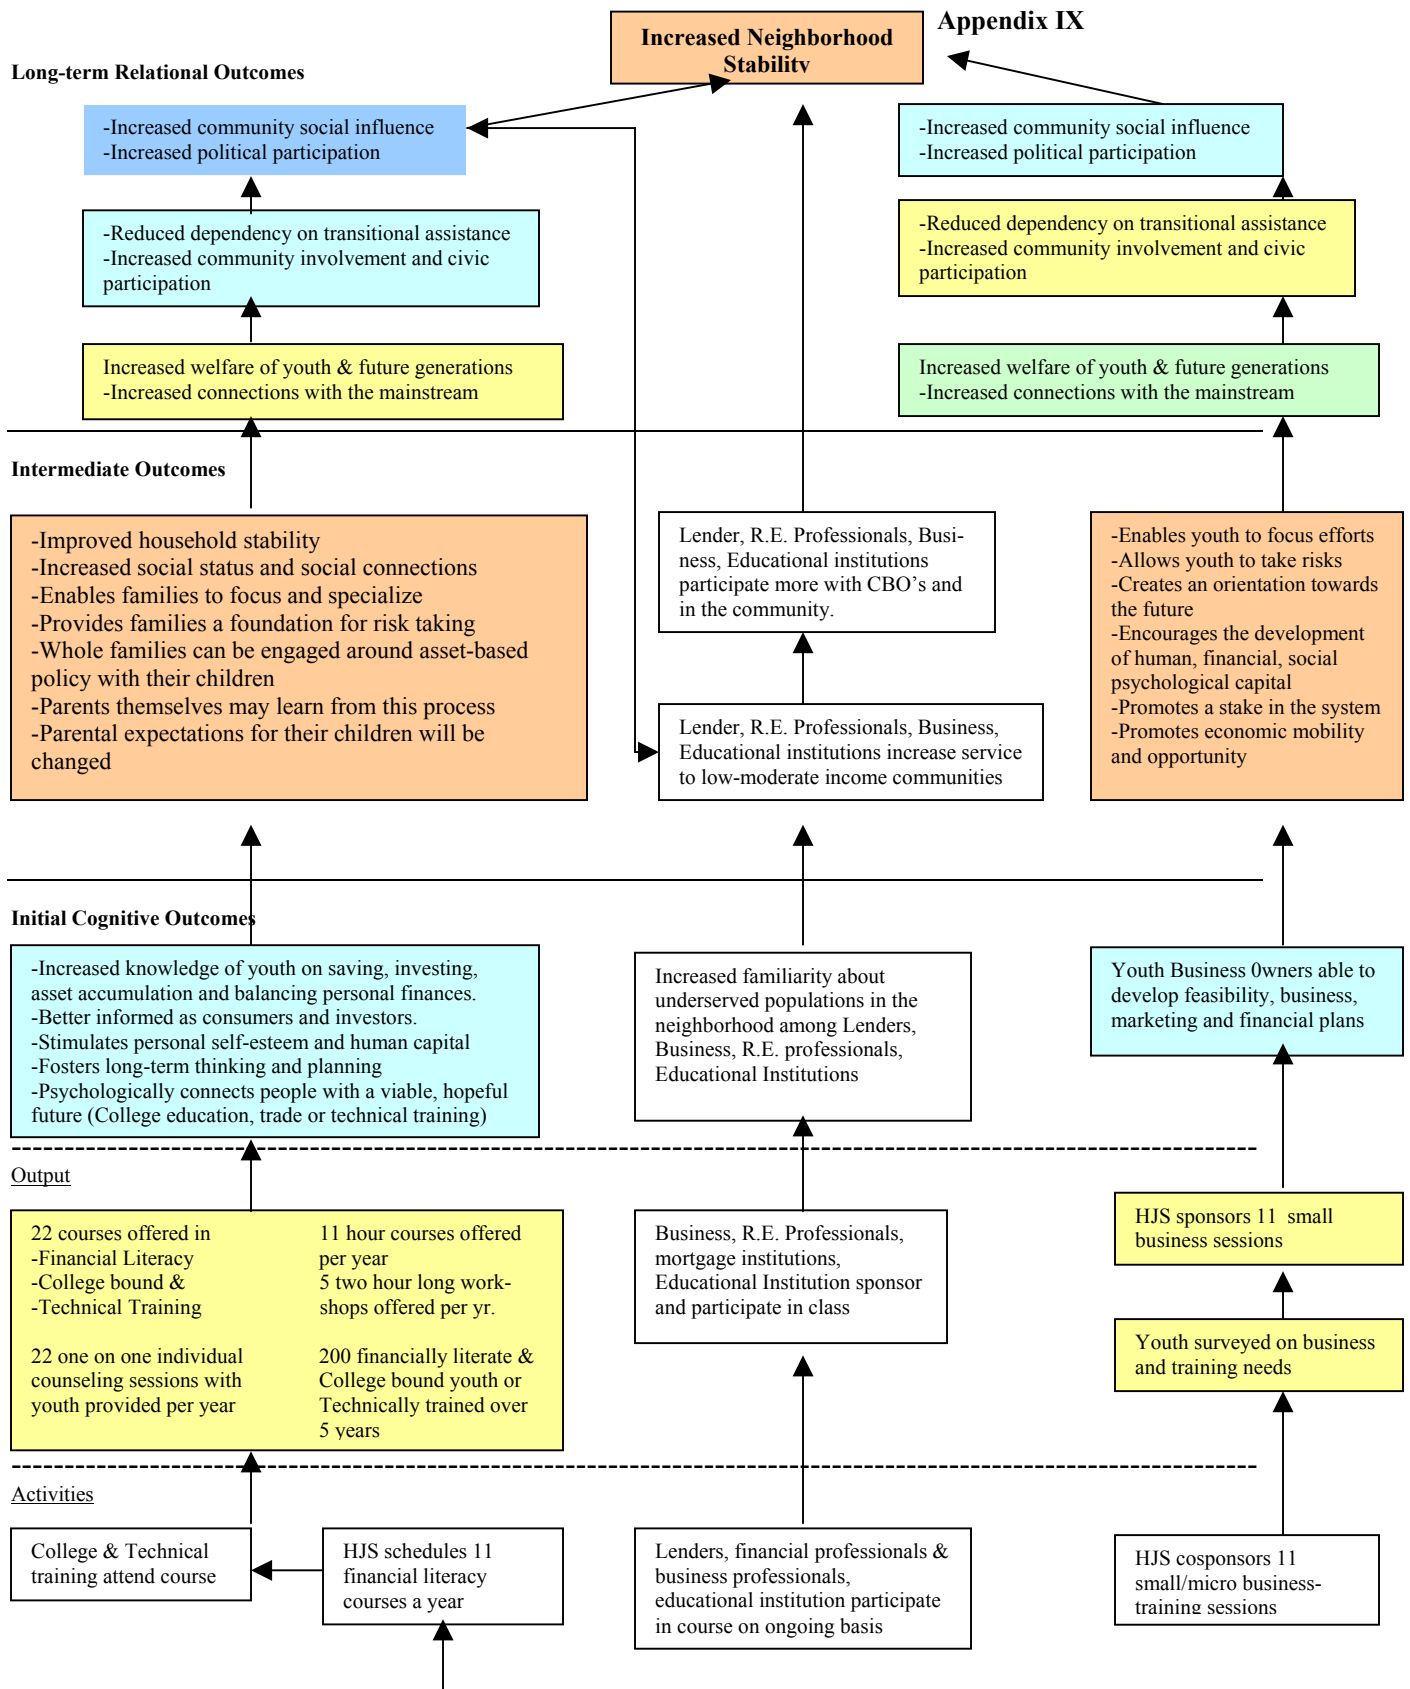 Appendix IX
Increased Neighborhood
Stability
Long-term Relational Outcomes
-Increased community social influence
-Increased political participation
-Increased community social influence
-Increased political participation
-Reduced dependency on transitional assistance
-Increased community involvement and civic
participation
-Reduced dependency on transitional assistance
-Increased community involvement and civic
participation
Increased welfare of youth & future generations
-Increased connections with the mainstream
Increased welfare of youth & future generations
-Increased connections with the mainstream
Intermediate Outcomes
-Improved household stability
-Increased social status and social connections
-Enables families to focus and specialize
-Provides families a foundation for risk taking
-Whole families can be engaged around asset-based
policy with their children
-Parents themselves may learn from this process
-Parental expectations for their children will be
changed
Lender, R.E. Professionals, Busi-
ness, Educational institutions
participate more with CBO's and
in the community.
Lender, R.E. Professionals, Business,
Educational institutions increase service
to low-moderate income communities
-Enables youth to focus efforts
-Allows youth to take risks
-Creates an orientation towards
the future
-Encourages the development
of human, financial, social
psychological capital
-Promotes a stake in the system
-Promotes economic mobility
and opportunity
Initial Cognitive Outcomes
-Increased knowledge of youth on saving, investing,
asset accumulation and balancing personal finances.
-Better informed as consumers and investors.
-Stimulates personal self-esteem and human capital
-Fosters long-term thinking and planning
-Psychologically connects people with a viable, hopeful
future (College education, trade or technical training)
Increased familiarity about
underserved populations in the
neighborhood among Lenders,
Business, R.E. professionals,
Educational Institutions
Youth Business 0wners able to
develop feasibility, business,
marketing and financial plans
Output
22 courses offered in
-Financial Literacy
-College bound &
-Technical Training
22 one on one individual
counseling sessions with
youth provided per year
11 hour courses offered
per year
5 two hour long work-
shops offered per yr.
200 financially literate &
College bound youth or
Technically trained over
5 years
Business, R.E. Professionals,
mortgage institutions,
Educational Institution sponsor
and participate in class
HJS sponsors 11 small
business sessions
Youth surveyed on business
and training needs
Activities
College & Technical
training attend course
HJS schedules 11
financial literacy
courses a year
Lenders, financial professionals &
business professionals,
educational institution participate
in course on ongoing basis
HJS cosponsors 11
small/micro business-
training sessions